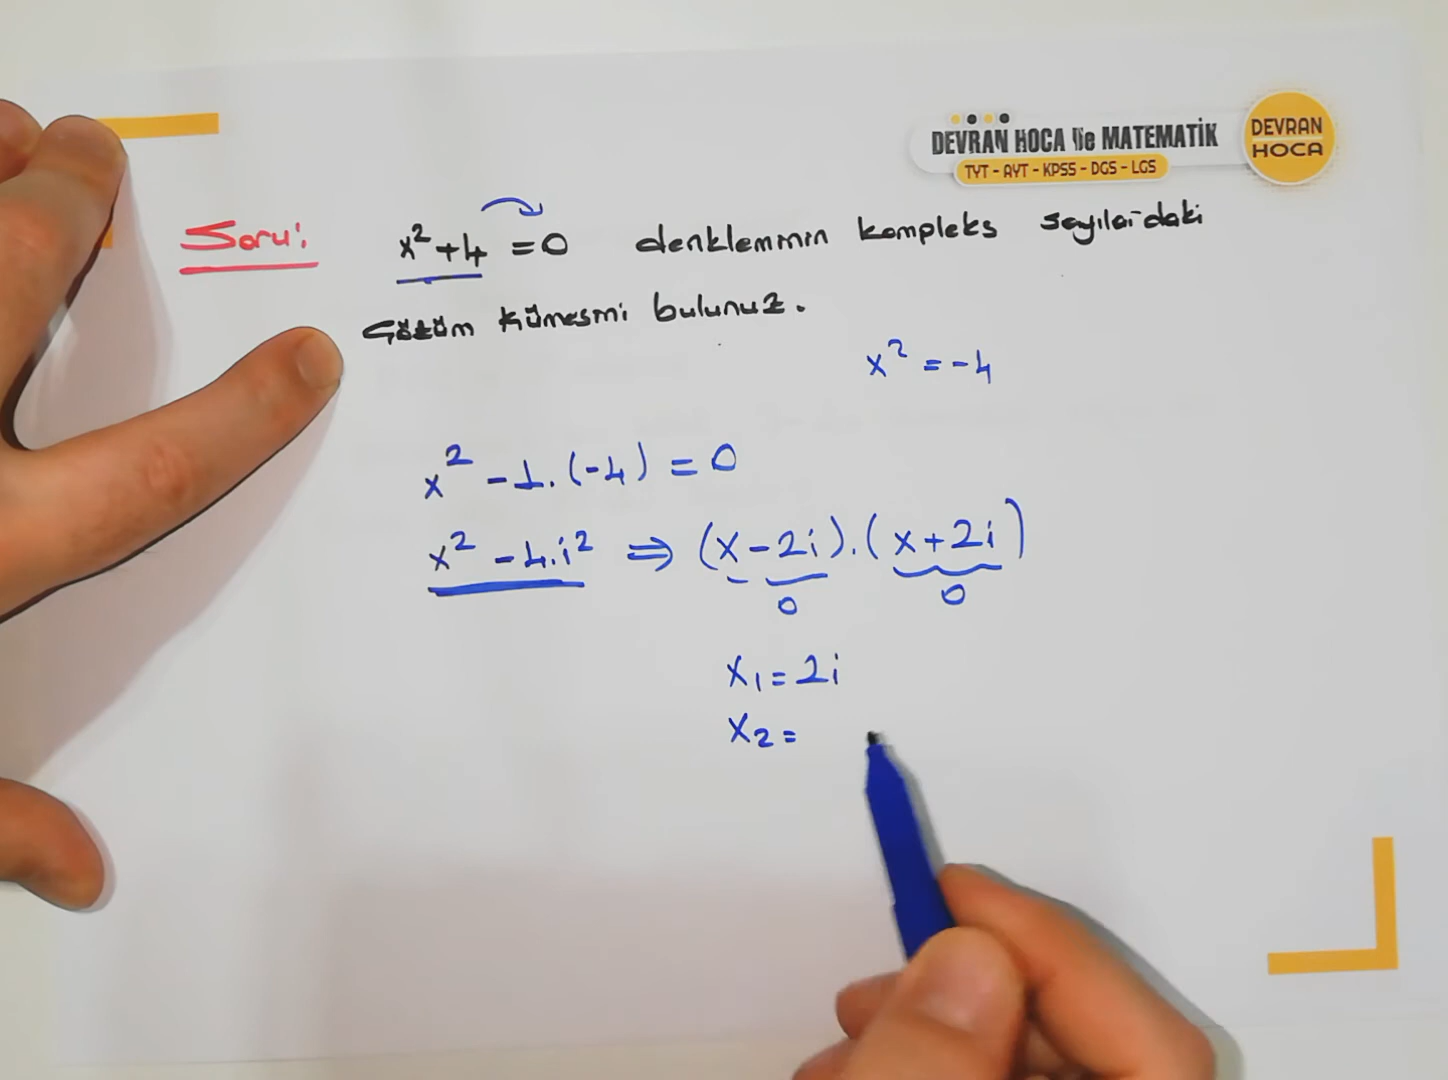 DEVRAN HOCA ile MATEMATİK
TYT - AYT - KPSS - DGS - LGS
DEVRAN
HOCA
Soru: x² + 4 = 0 denkleminin kompleks sayılardaki
çözüm kümesini bulunuz.
x² = -4
x² - 1.(-4) = 0
x² - 4.i² ⇒ (x - 2i).(x + 2i)
0 0
x₁ = 2i
x₂ =